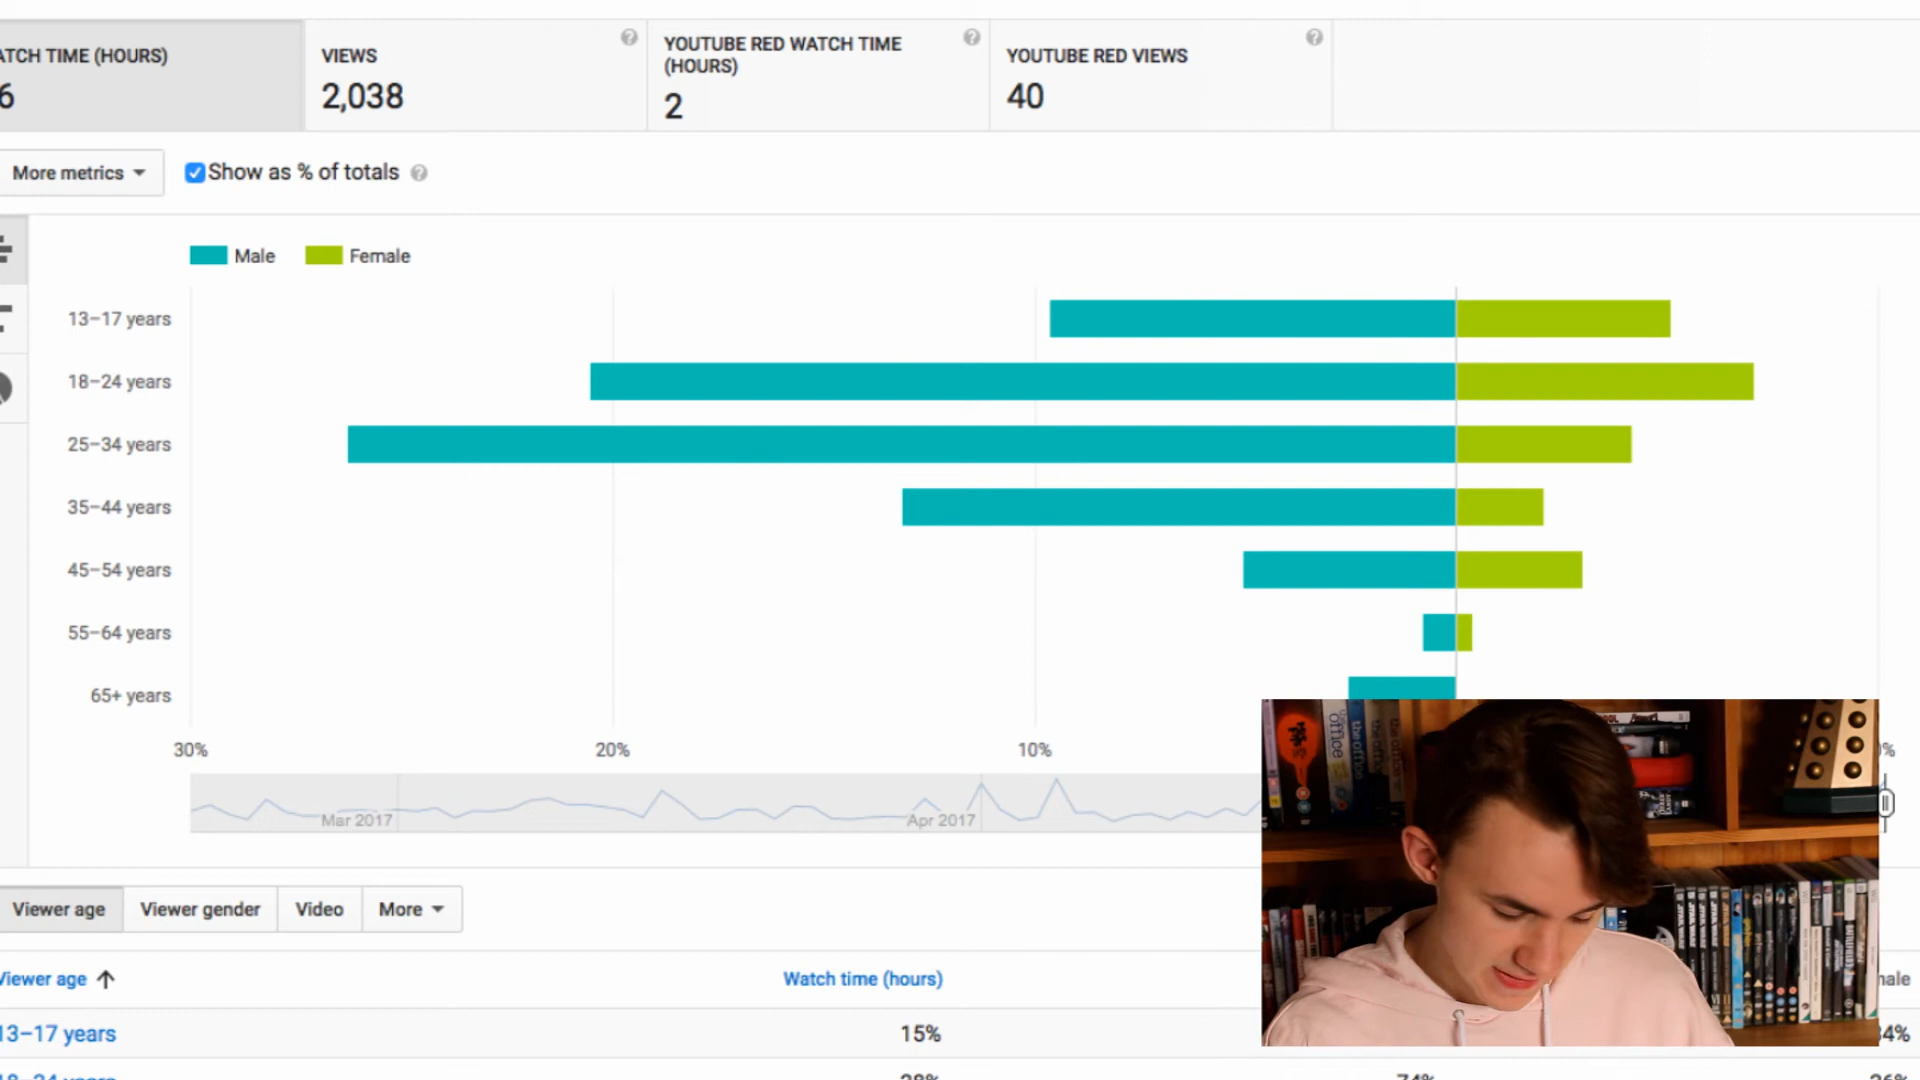 ATCH TIME (HOURS)
6
VIEWS
2,038
YOUTUBE RED WATCH TIME
(HOURS)
2
YOUTUBE RED VIEWS
40
More metrics
Show as % of totals
Male
Female
13–17 years
18–24 years
25–34 years
35–44 years
45–54 years
55–64 years
65+ years
30%
20%
10%
Mar 2017
Apr 2017
Viewer age
Viewer gender
Video
More
Viewer age
Watch time (hours)
13–17 years
15%
4%
the office
the office